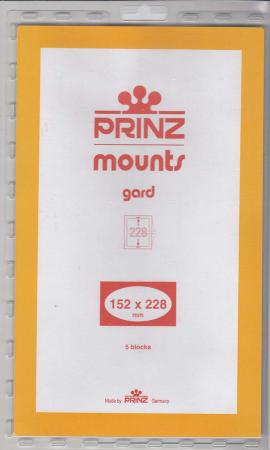 PRINZ
mounts
gard
228
152 x 228
mm
5 blocks
Made by PRINZ Germany